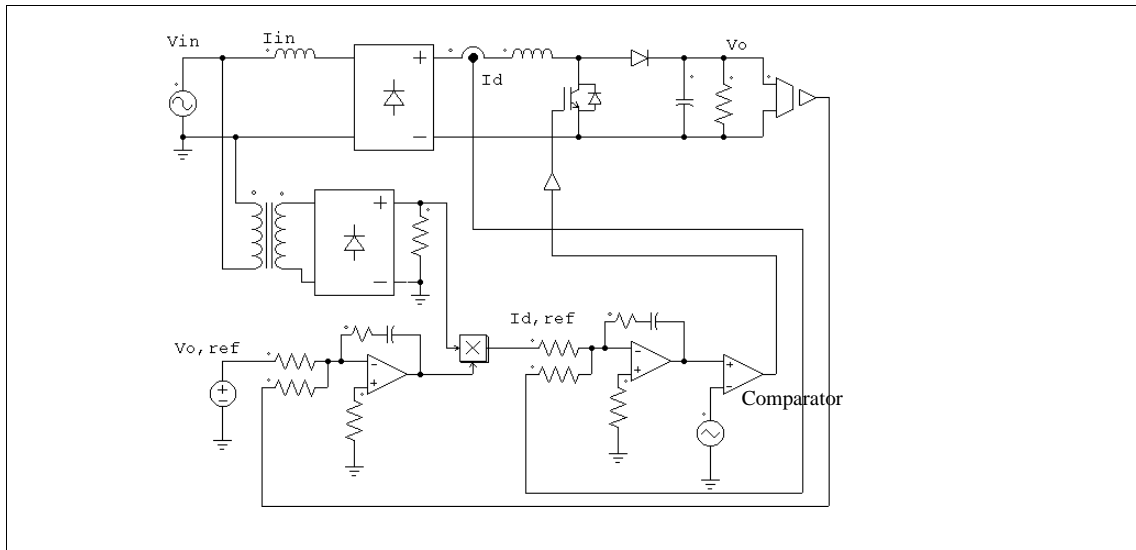 Vin
Iin
Id
Vo
Vo,ref
Id,ref
Comparator